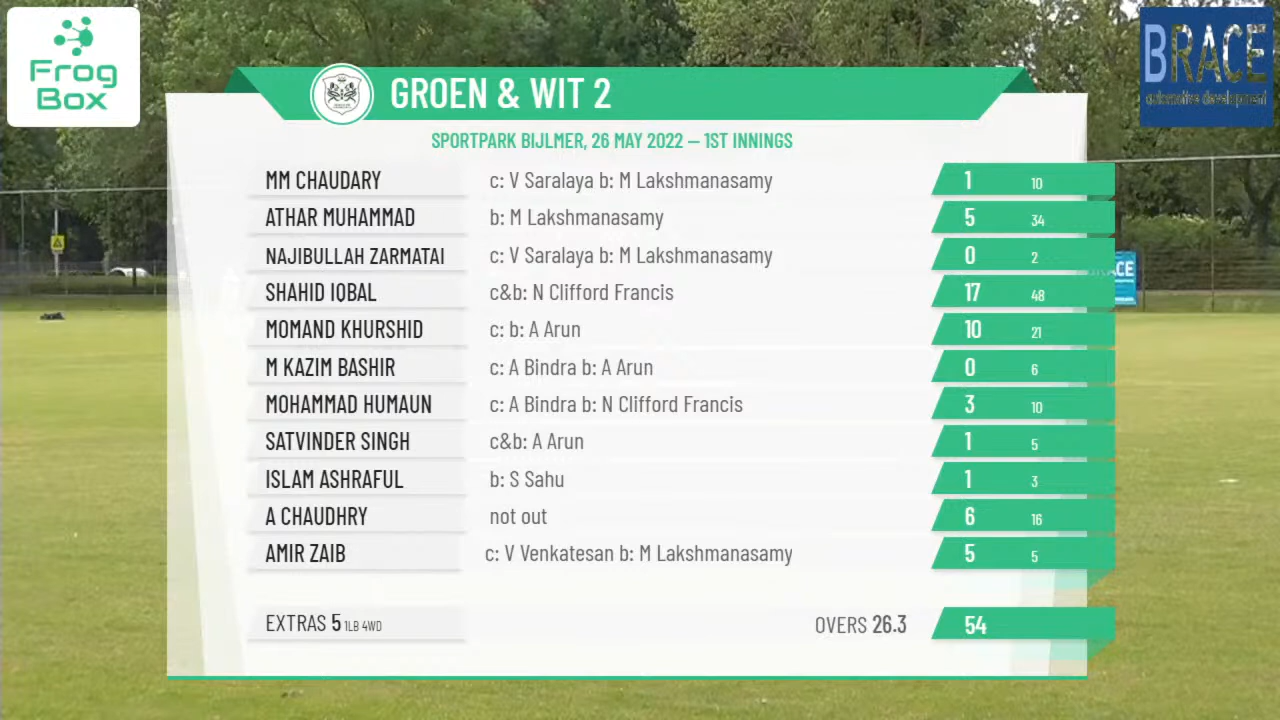 Frog
Box
BRACE
automotive development
GROEN & WIT 2
SPORTPARK BIJLMER, 26 MAY 2022 – 1ST INNINGS
MM CHAUDARY c: V Saralaya b: M Lakshmanasamy 1 10
ATHAR MUHAMMAD b: M Lakshmanasamy 5 34
NAJIBULLAH ZARMATAI c: V Saralaya b: M Lakshmanasamy 0 2
SHAHID IQBAL c&b: N Clifford Francis 17 48
MOMAND KHURSHID c: b: A Arun 10 21
M KAZIM BASHIR c: A Bindra b: A Arun 0 6
MOHAMMAD HUMAUN c: A Bindra b: N Clifford Francis 3 10
SATVINDER SINGH c&b: A Arun 1 5
ISLAM ASHRAFUL b: S Sahu 1 3
A CHAUDHRY not out 6 16
AMIR ZAIB c: V Venkatesan b: M Lakshmanasamy 5 5
EXTRAS 5 1LB 4WD OVERS 26.3 54